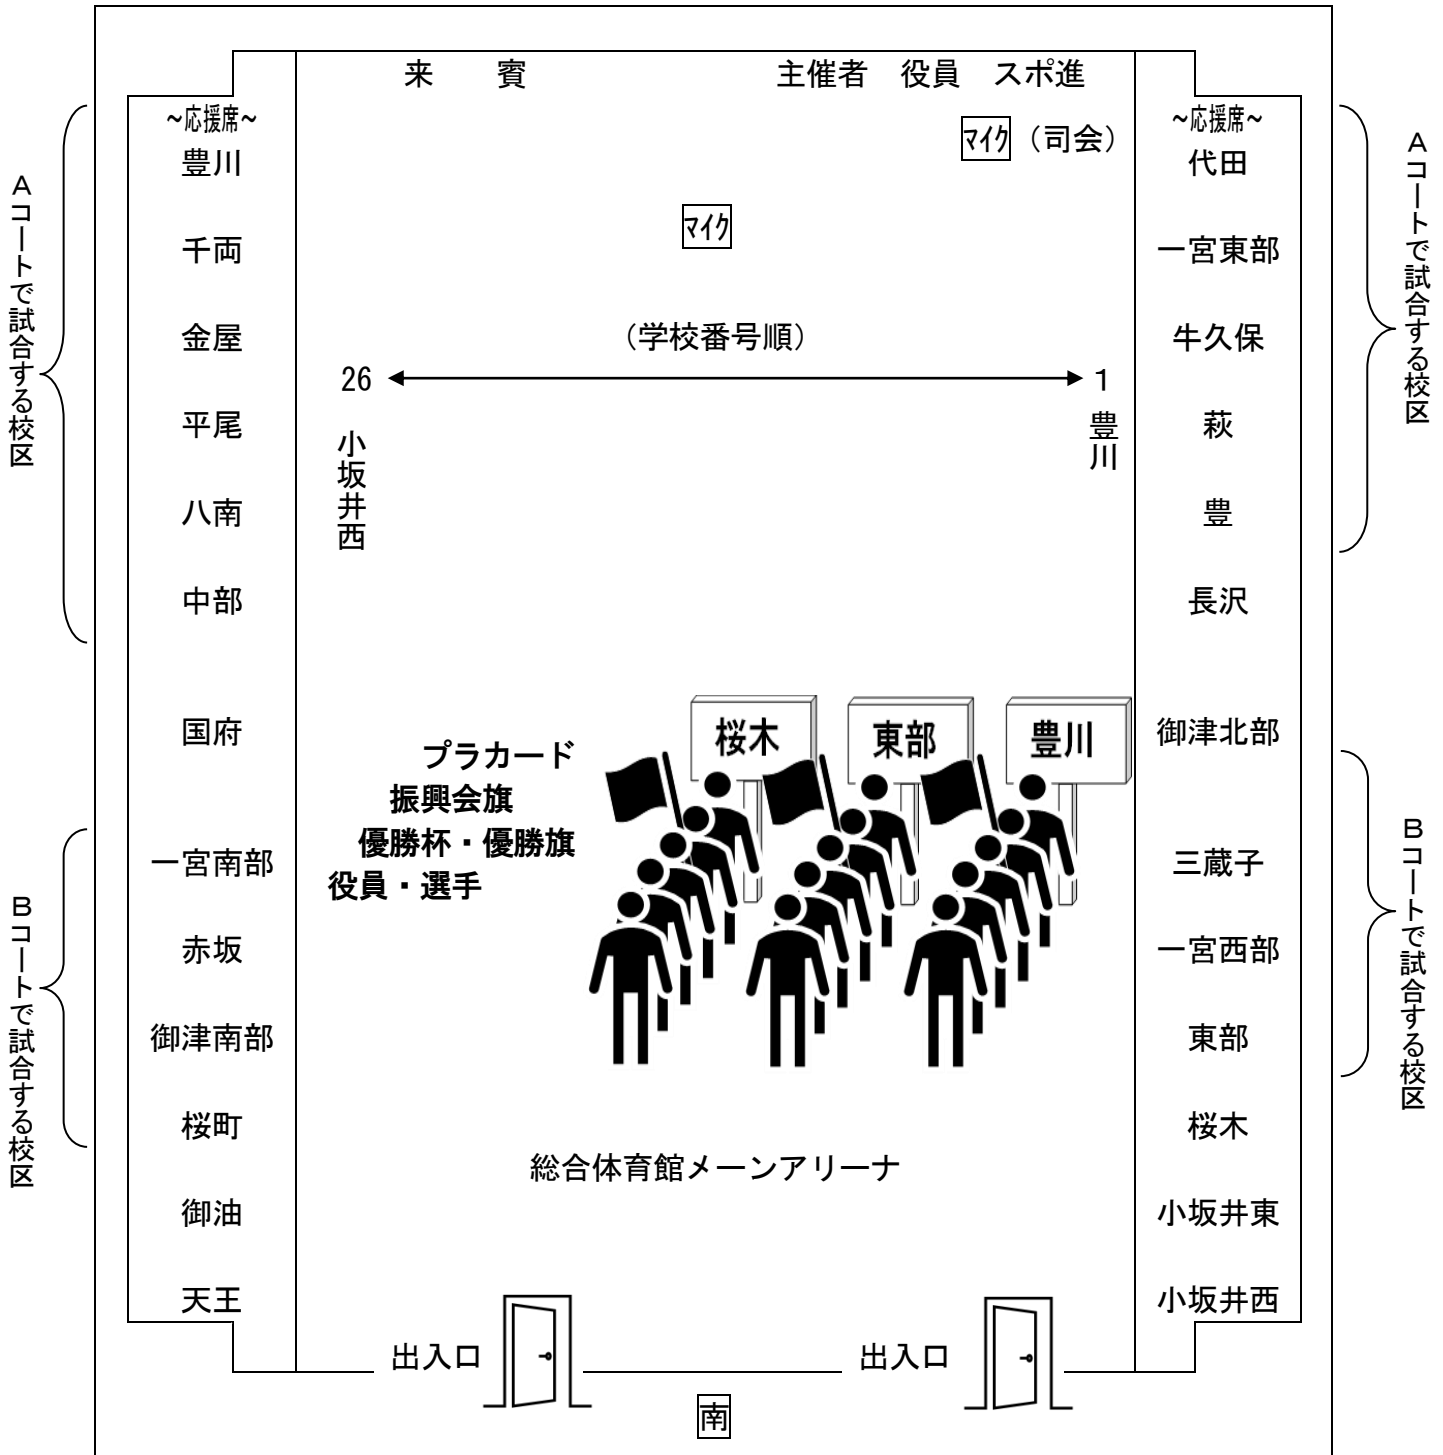 来　賓　主催者　役員　スポ進
～応援席～
豊川
千両
金屋
平尾
八南
中部
国府
一宮南部
赤坂
御津南部
桜町
御油
天王
Aコートで試合する校区
Bコートで試合する校区
マイク（司会）
マイク
（学校番号順）
26　1
小坂井西
豊川
桜木
東部
豊川
プラカード
振興会旗
優勝杯・優勝旗
役員・選手
総合体育館メーンアリーナ
出入口
出入口
南
～応援席～
代田
一宮東部
牛久保
萩
豊
長沢
御津北部
三蔵子
一宮西部
東部
桜木
小坂井東
小坂井西
Aコートで試合する校区
Bコートで試合する校区